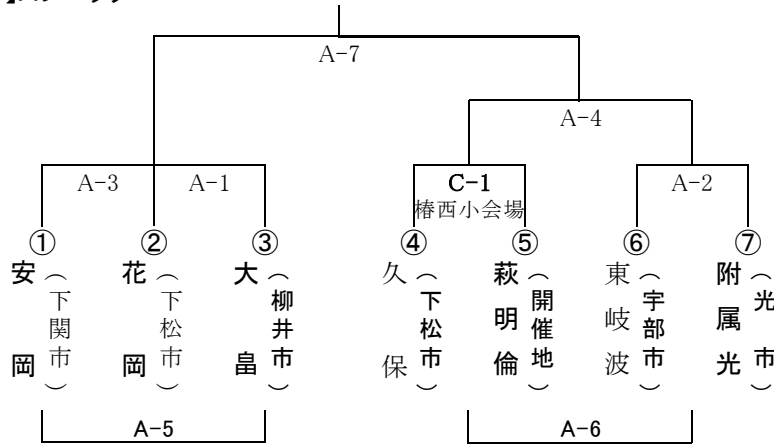 A-7
A-4
A-3
A-1
C-1
椿西小会場
A-2
①
②
③
④
⑤
⑥
⑦
安岡(下関市)
花岡(下松市)
大畠(柳井市)
久保(下松市)
萩明倫(開催地)
東岐波(宇部市)
附属光(光市)
A-5
A-6